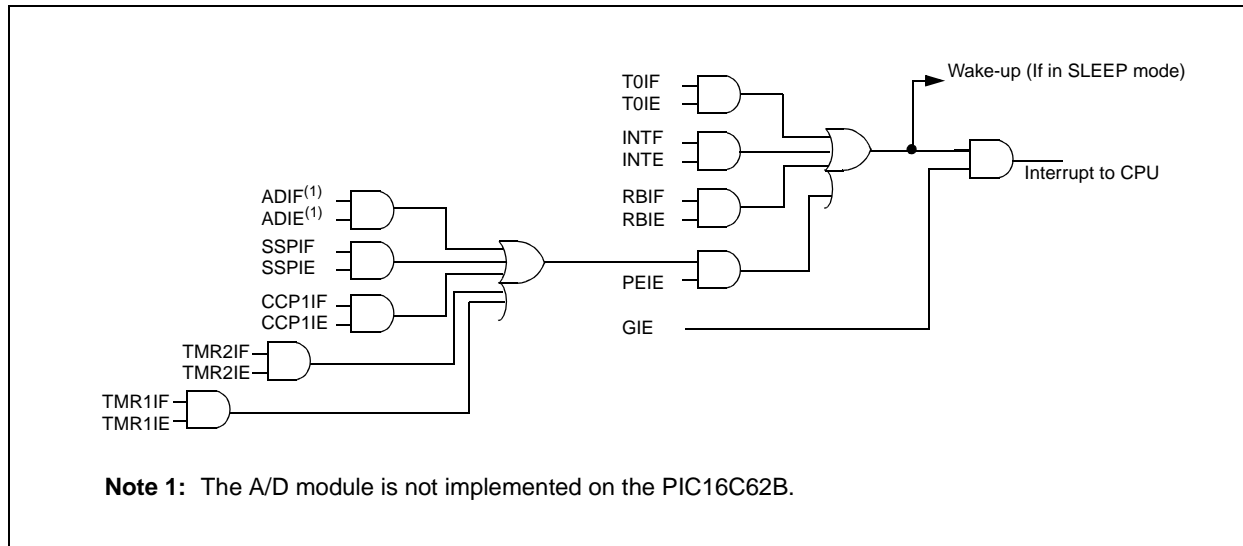 Wake-up (If in SLEEP mode)
T0IF
T0IE
INTF
INTE
Interrupt to CPU
RBIF
RBIE
ADIF(1)
ADIE(1)
SSPIF
SSPIE
PEIE
CCP1IF
CCP1IE
GIE
TMR2IF
TMR2IE
TMR1IF
TMR1IE
Note 1: The A/D module is not implemented on the PIC16C62B.